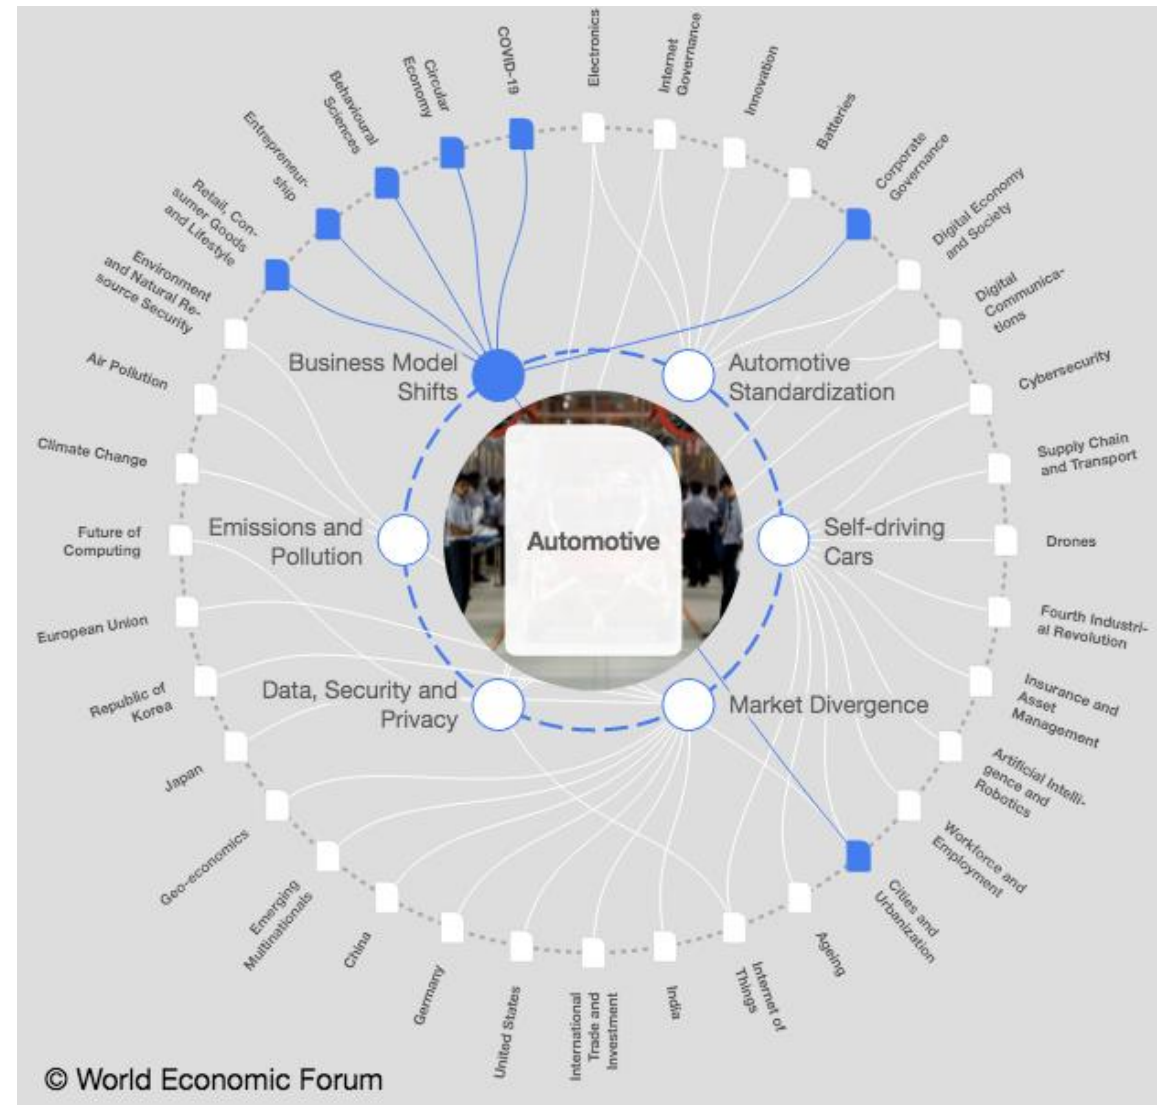 COVID-19
Electronics
Internet
Governance
Innovation
Batteries
Corporate
Governance
Digital Economy
and Society
Digital
Communica-
tions
Cybersecurity
Supply Chain
and Transport
Drones
Fourth Industri-
al Revolution
Insurance and
Asset
Management
Artificial Intelli-
gence and
Robotics
Workforce and
Employment
Cities and
Urbanization
Ageing
Internet of
Things
India
International
Trade and
Investment
United States
Germany
China
Emerging
Multinationals
Geo-economics
Japan
Republic of
Korea
European Union
Future of
Computing
Climate Change
Air Pollution
Environment
and Natural Re-
source Security
Retail, Con-
sumer Goods
and Lifestyle
Entrepreneur-
ship
Behavioural
Sciences
Circular
Economy
Business Model
Shifts
Automotive
Standardization
Emissions and
Pollution
Automotive
Self-driving
Cars
Data, Security and
Privacy
Market Divergence
© World Economic Forum